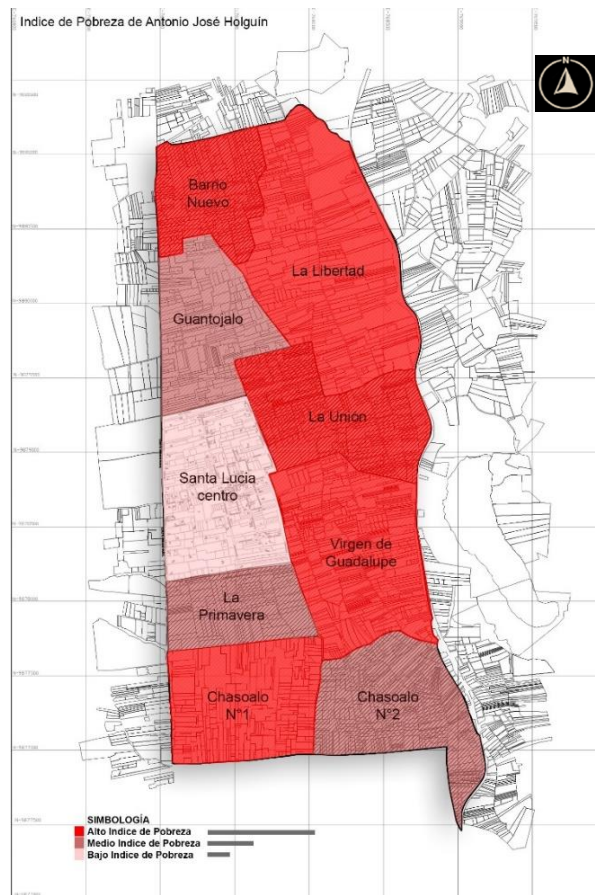 Indice de Pobreza de Antonio José Holguín
N
Barrio
Nuevo
La Libertad
Guantojalo
La Unión
Santa Lucia
centro
Virgen de
Guadalupe
La
Primavera
Chasoalo
N°1
Chasoalo
N°2
SIMBOLOGÍA
Alto Indice de Pobreza
Medio Indice de Pobreza
Bajo Indice de Pobreza